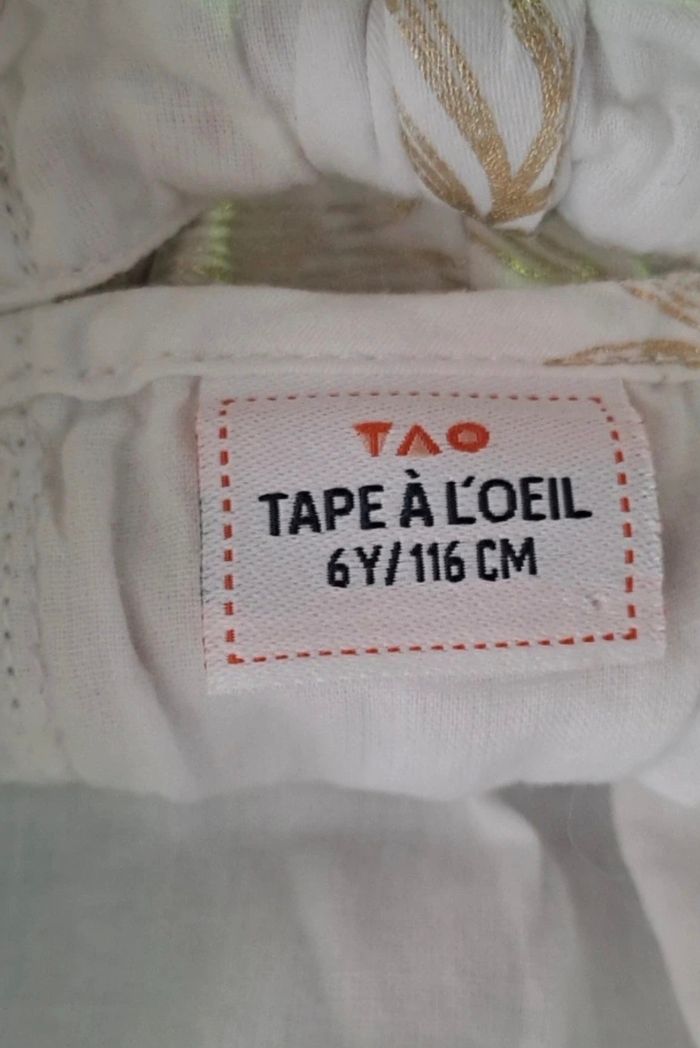 TAO
TAPE À L'OEIL
6Y/116 CM